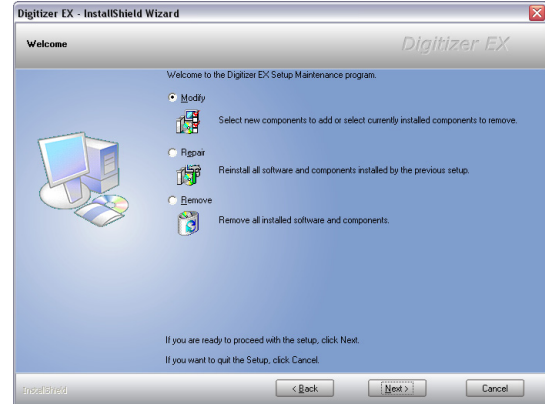 Digitizer EX - InstallShield Wizard
Welcome
Digitizer EX
Welcome to the Digitizer EX Setup Maintenance program.
Modify
Select new components to add or select currently installed components to remove.
Repair
Reinstall all software and components installed by the previous setup.
Remove
Remove all installed software and components.
If you are ready to proceed with the setup, click Next.
If you want to quit the Setup, click Cancel.
InstallShield
< Back
Next >
Cancel